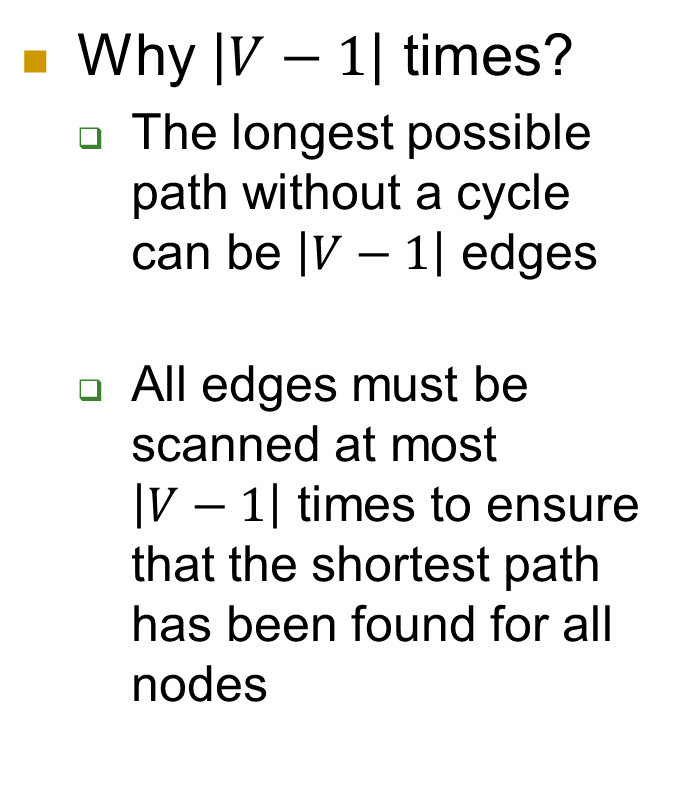 Why |V − 1| times?
The longest possible
path without a cycle
can be |V − 1| edges
All edges must be
scanned at most
|V − 1| times to ensure
that the shortest path
has been found for all
nodes